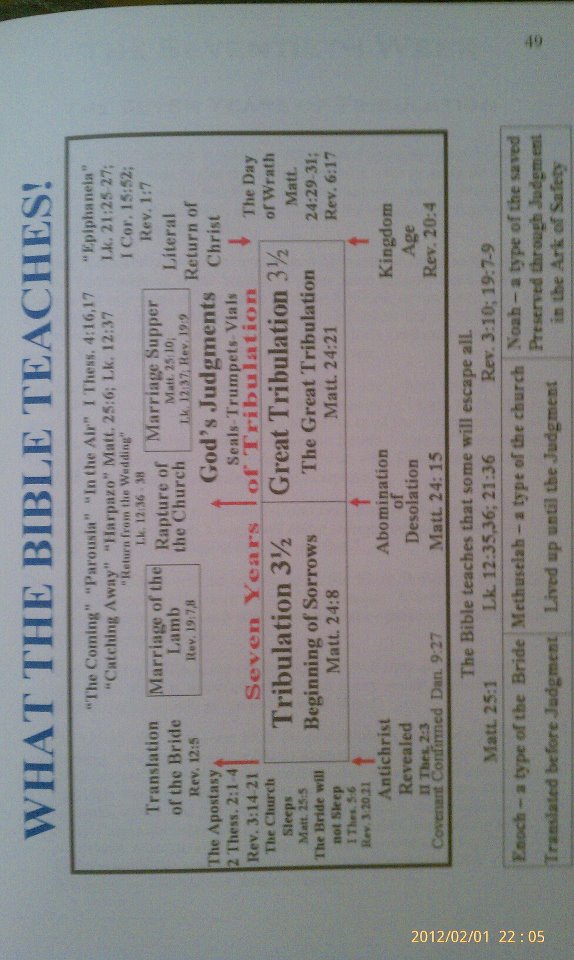 49
WHAT THE BIBLE TEACHES!
"The Coming" "Parousia" "In the Air" I Thess. 4:16,17
"Catching Away" "Harpazo" Matt. 25:6; Lk. 12:37
"Return from the Wedding"
Lk. 12:36 38
"Epiphaneia"
Lk. 21:25-27;
I Cor. 15:52;
Rev. 1:7
Translation
of the Bride
Rev. 12:5
Marriage of the
Lamb
Rev. 19:7,8
Rapture of
the Church
Marriage Supper
Matt. 25:10;
Lk. 12:37, Rev. 19:9
Literal
Return of
Christ
The Apostasy
2 Thess. 2:1-4
Rev. 3:14-21
God's Judgments
Seals-Trumpets-Vials
Seven Years of Tribulation
The Church
Sleeps
Matt. 25:5
The Bride will
not Sleep
1 Thes. 5:6
Rev. 3:20,21
Tribulation 3½
Beginning of Sorrows
Matt. 24:8
Great Tribulation 3½
The Great Tribulation
Matt. 24:21
The Day
of Wrath
Matt.
24:29-31;
Rev. 6:17
Antichrist
Revealed
II Thes. 2:3
Covenant Confirmed Dan. 9:27
Abomination
of
Desolation
Matt. 24:15
Kingdom
Age
Rev. 20:4
The Bible teaches that some will escape all.
Matt. 25:1 Lk. 12:35,36; 21:36 Rev. 3:10; 19:7-9
Enoch – a type of the Bride
Translated before Judgment
Methuselah – a type of the church
Lived up until the Judgment
Noah – a type of the saved
Preserved through Judgment
in the Ark of Safety
2012/02/01 22:05